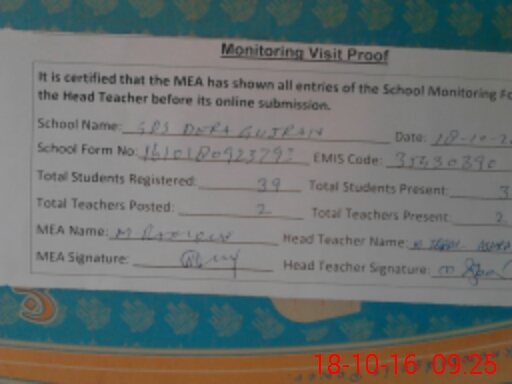 Monitoring Visit Proof
It is certified that the MEA has shown all entries of the School Monitoring Fo
the Head Teacher before its online submission.
School Name: GPS DERA GUJRAN Date: 18-10-
School Form No: EMIS Code: 35330390
Total Students Registered: 39 Total Students Present: 3
Total Teachers Posted: 2 Total Teachers Present: 2
MEA Name: M Head Teacher Name:
MEA Signature: Head Teacher Signature:
18-10-16 09:25